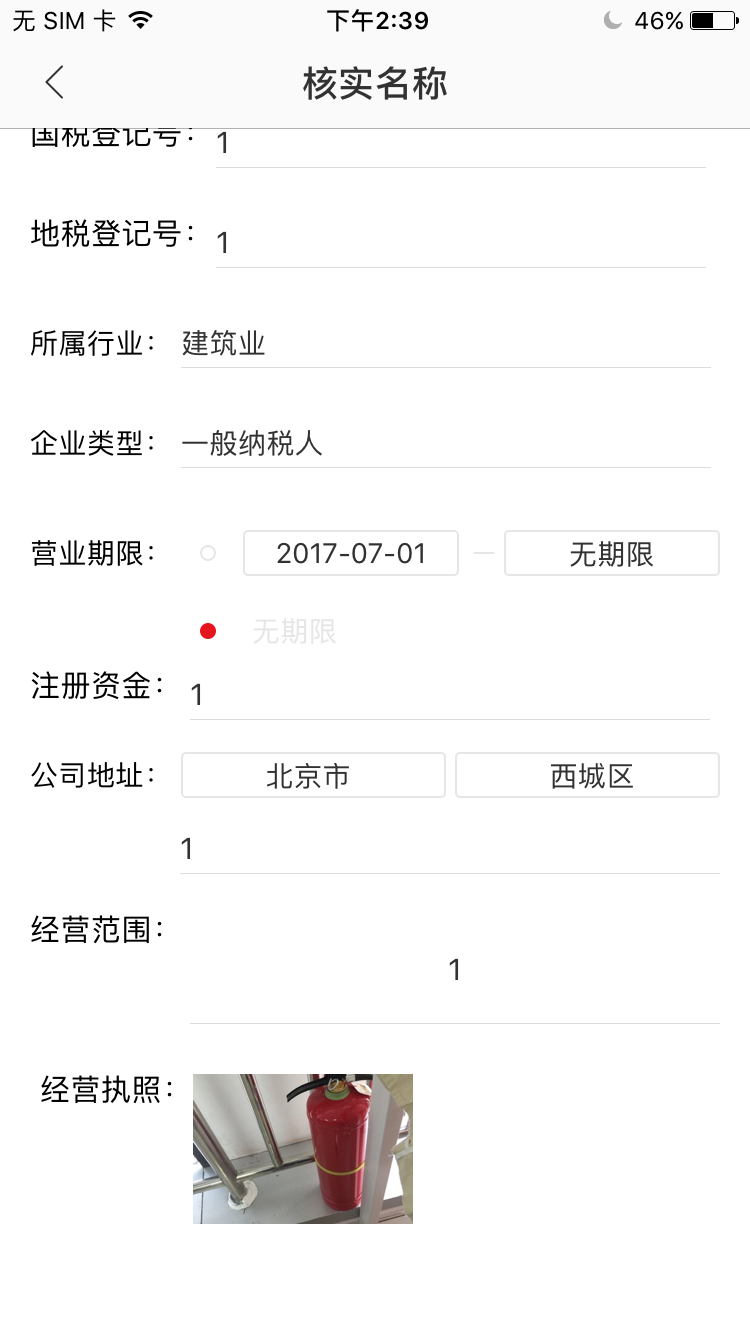 无 SIM 卡 下午2:39 46%
核实名称
国税登记号: 1
地税登记号: 1
所属行业: 建筑业
企业类型: 一般纳税人
营业期限: 2017-07-01 — 无期限
无期限
注册资金: 1
公司地址: 北京市 西城区
1
经营范围:
1
经营执照: